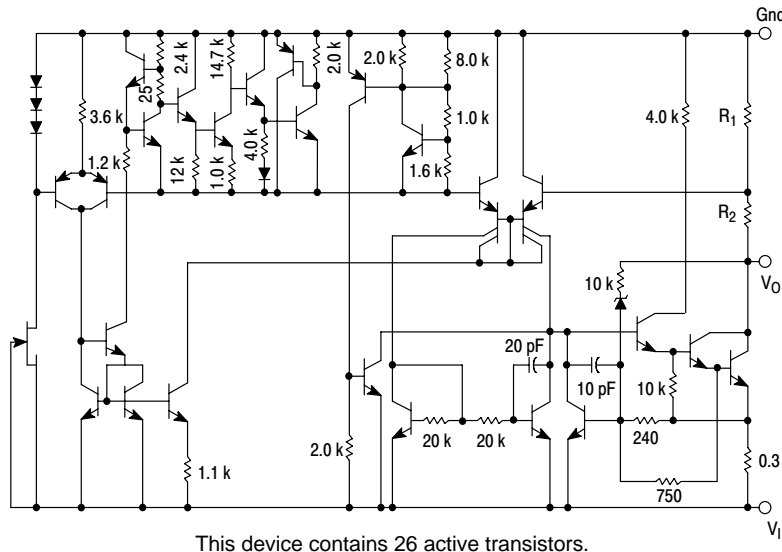 Gnd
2.4 k
14.7 k
2.0 k
2.0 k
8.0 k
25
3.6 k
4.0 k
1.0 k
4.0 k
R1
1.2 k
12 k
1.0 k
1.6 k
R2
10 k
VO
20 pF
10 pF
10 k
20 k
20 k
240
2.0 k
0.3
1.1 k
750
VI
This device contains 26 active transistors.